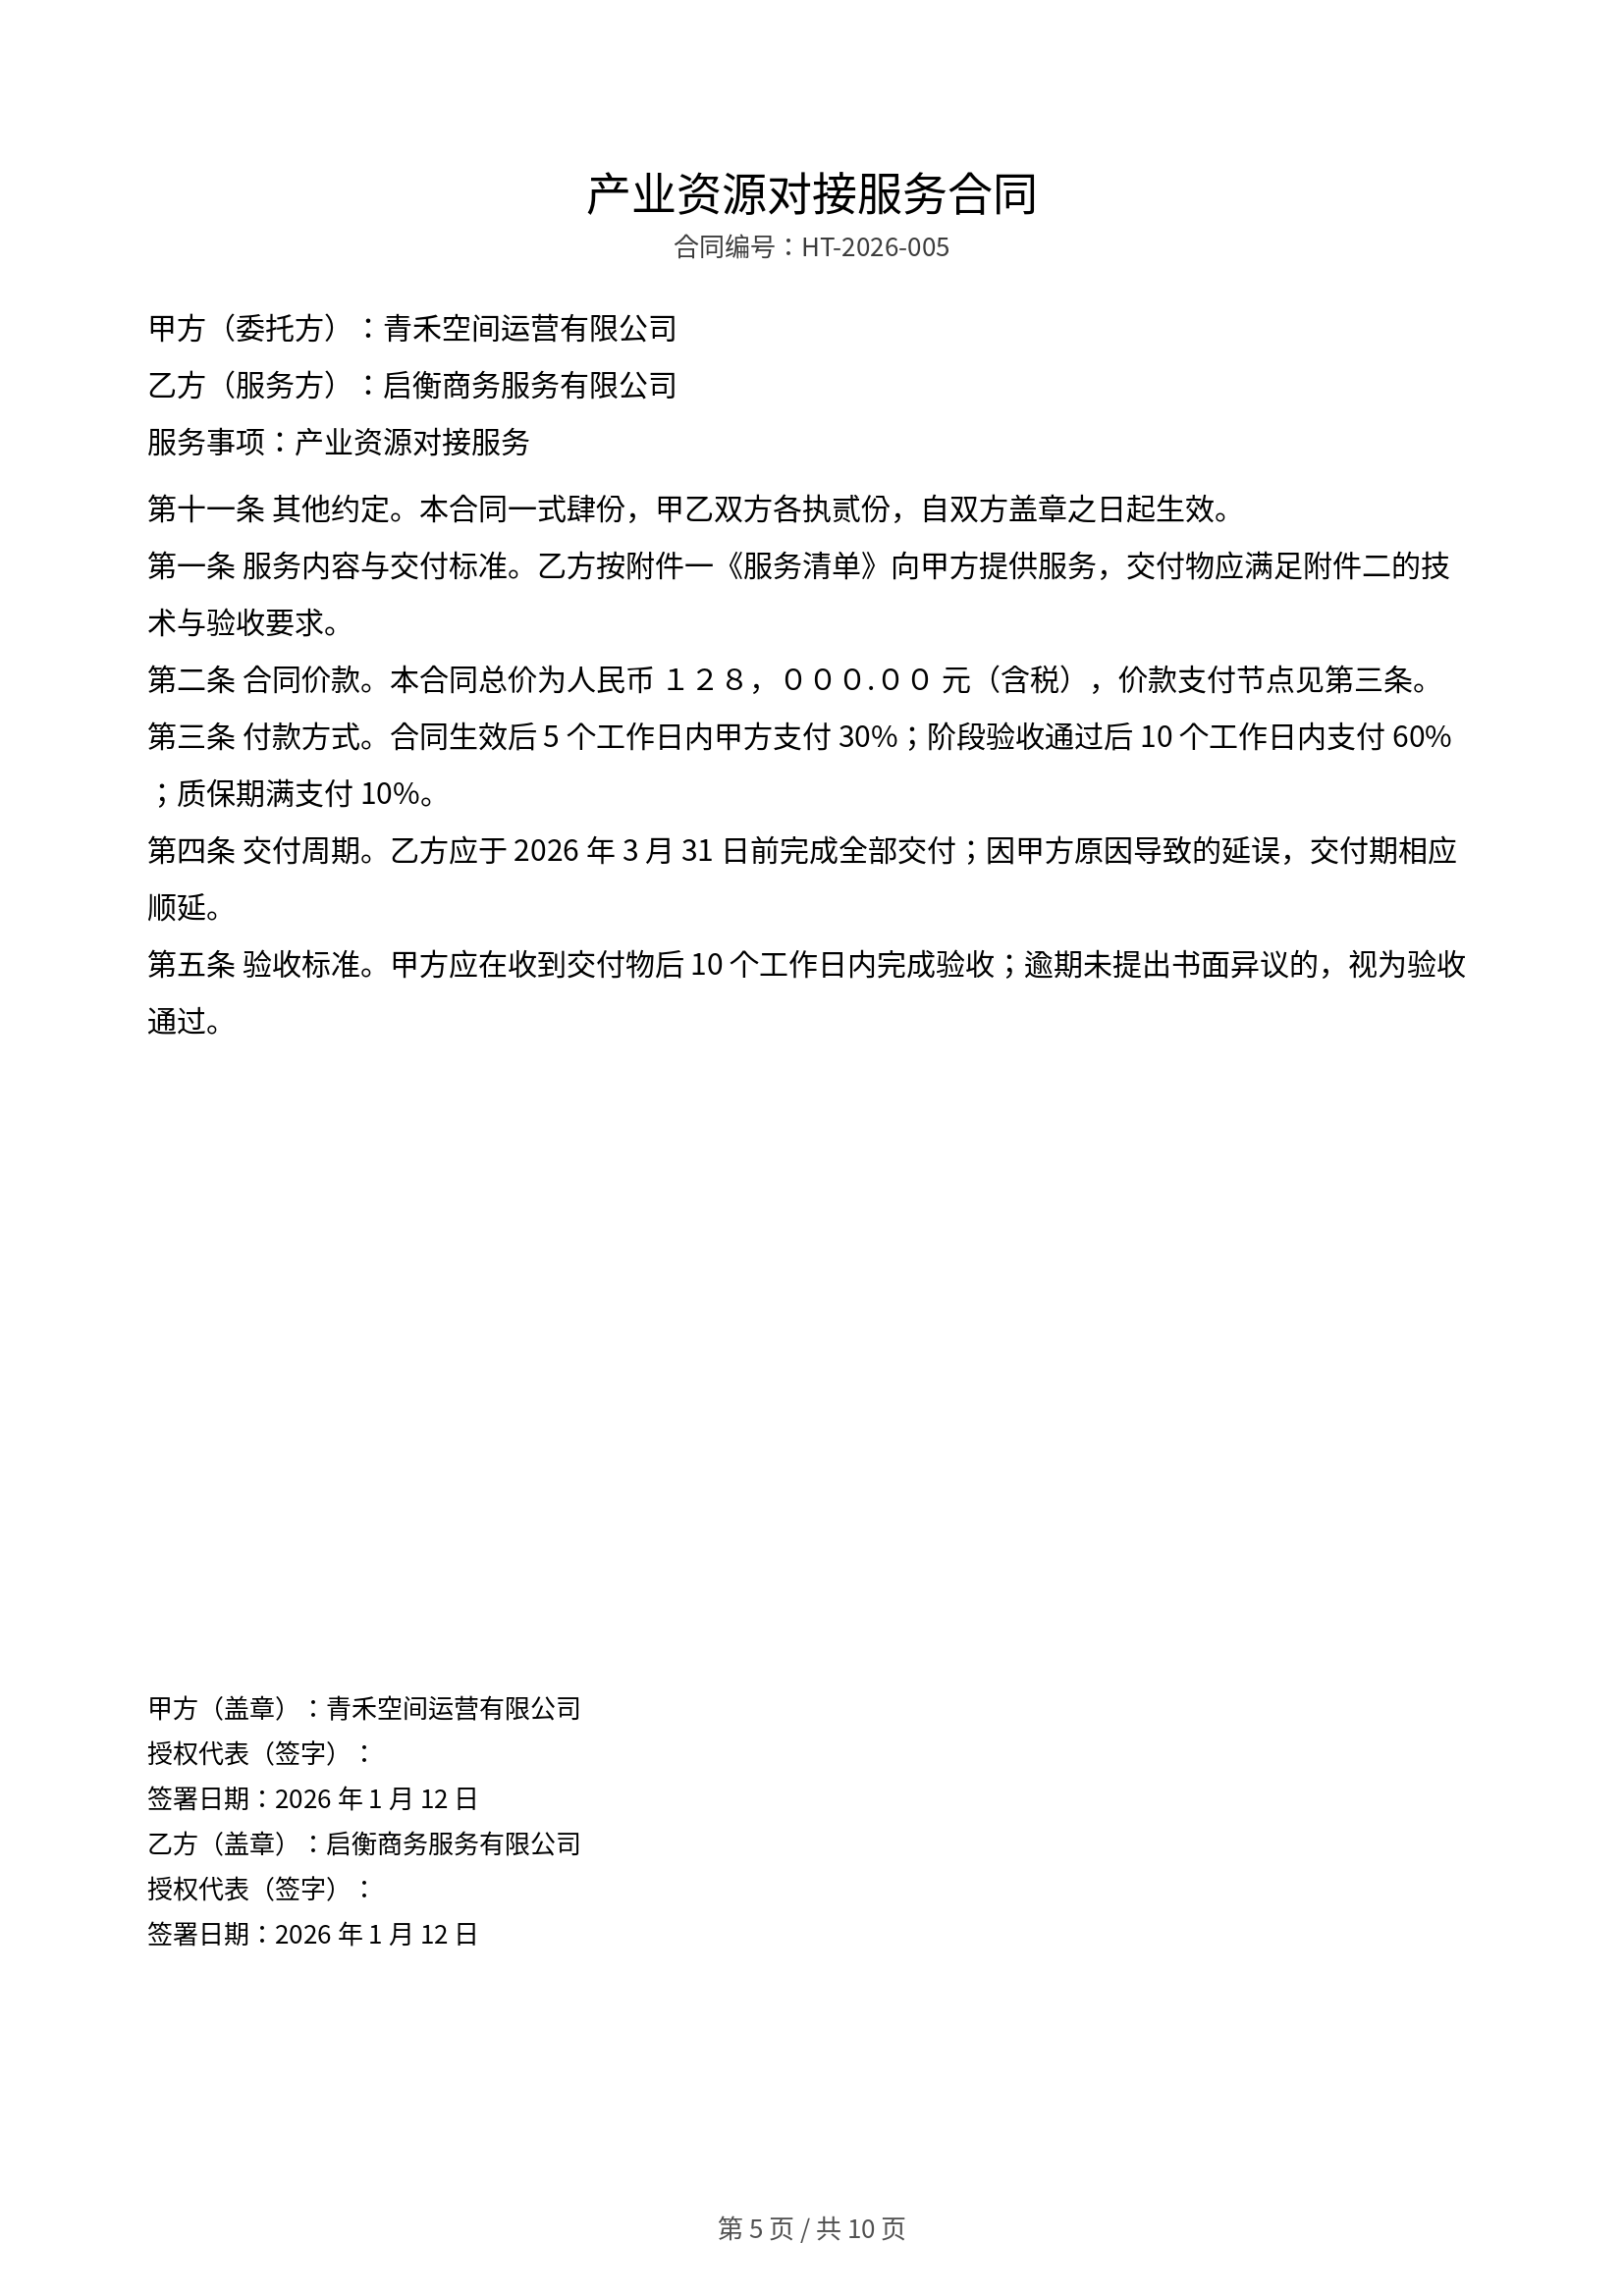 产业资源对接服务合同
合同编号：HT-2026-005
甲方（委托方）：青禾空间运营有限公司
乙方（服务方）：启衡商务服务有限公司
服务事项：产业资源对接服务
第十一条 其他约定。本合同一式肆份，甲乙双方各执贰份，自双方盖章之日起生效。
第一条 服务内容与交付标准。乙方按附件一《服务清单》向甲方提供服务，交付物应满足附件二的技
术与验收要求。
第二条 合同价款。本合同总价为人民币 １２８，０００.００ 元（含税），价款支付节点见第三条。
第三条 付款方式。合同生效后 5 个工作日内甲方支付 30%；阶段验收通过后 10 个工作日内支付 60%
；质保期满支付 10%。
第四条 交付周期。乙方应于 2026 年 3 月 31 日前完成全部交付；因甲方原因导致的延误，交付期相应
顺延。
第五条 验收标准。甲方应在收到交付物后 10 个工作日内完成验收；逾期未提出书面异议的，视为验收
通过。
甲方（盖章）：青禾空间运营有限公司
授权代表（签字）：
签署日期：2026 年 1 月 12 日
乙方（盖章）：启衡商务服务有限公司
授权代表（签字）：
签署日期：2026 年 1 月 12 日
第 5 页 / 共 10 页